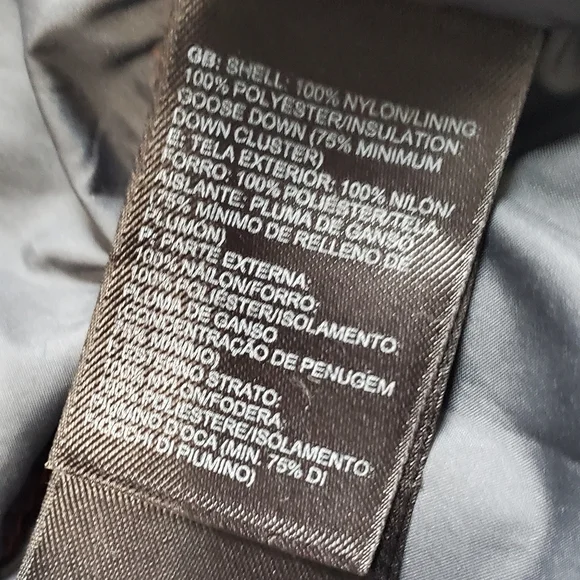 GB: SHELL: 100% NYLON/LINING:
100% POLYESTER/INSULATION:
GOOSE DOWN (75% MINIMUM
DOWN CLUSTER)
E: TELA EXTERIOR: 100% NILÓN/
FORRO: 100% POLIÉSTER/TELA
AISLANTE: PLUMA DE GANSO
(75% MÍNIMO DE RELLENO DE
PLUMÓN)
P: PARTE EXTERNA:
100% NÁILON/FORRO:
100% POLIÉSTER/ISOLAMENTO:
PLUMA DE GANSO
CONCENTRAÇÃO DE PENUGEM
MÍNIMO)
ESTERNO STRATO:
100% NYLON/FODERA:
100% POLIESTERE/ISOLAMENTO:
PIUMINO D'OCA (MIN. 75% DI
FIOCCHI DI PIUMINO)